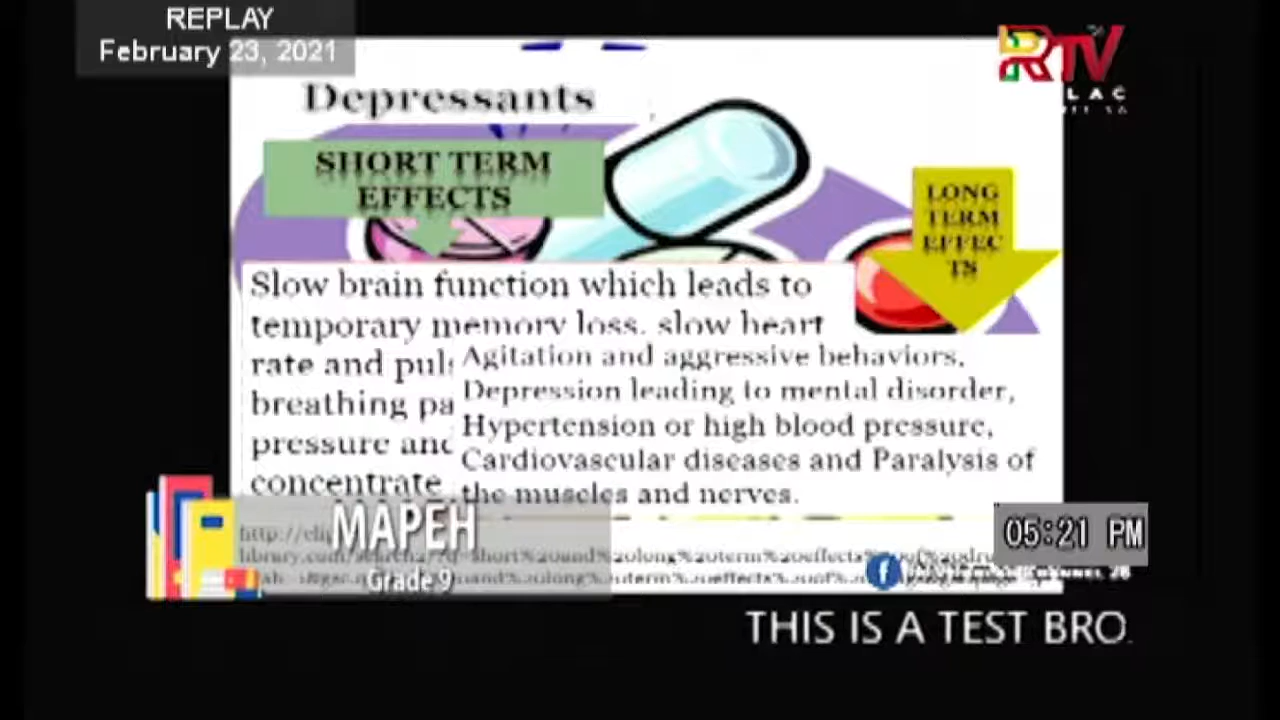 REPLAY
February 23, 2021
RTV
LAC
Depressants
SHORT TERM
EFFECTS
LONG
TERM
EFFEC
TS
Slow brain function which leads to
temporary memory loss, slow heart
rate and puls
breathing pa
pressure and
concentrate
Agitation and aggressive behaviors,
Depression leading to mental disorder,
Hypertension or high blood pressure,
Cardiovascular diseases and Paralysis of
the muscles and nerves.
MAPEH
Grade 9
05:21 PM
THIS IS A TEST BRO